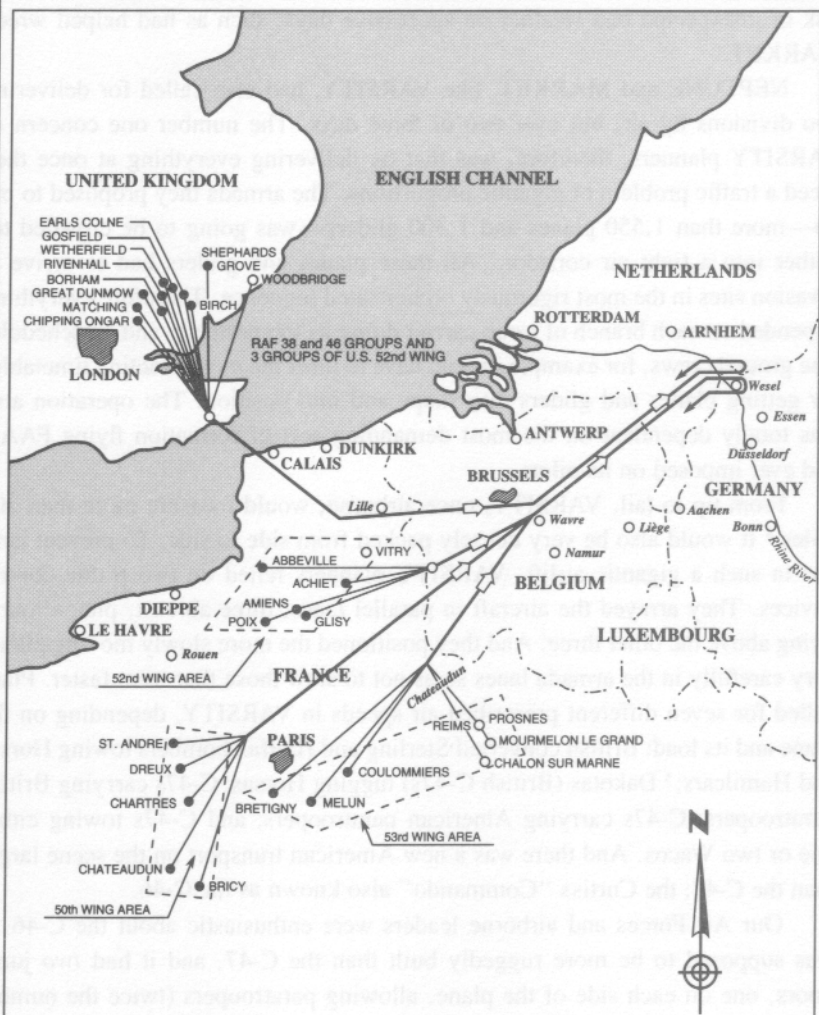 UNITED KINGDOM
ENGLISH CHANNEL
EARLS COLNE
GOSFIELD
WETHERFIELD
RIVENHALL
BORHAM
GREAT DUNMOW
MATCHING
CHIPPING ONGAR
BIRCH
SHEPHARDS
GROVE
WOODBRIDGE
LONDON
RAF 38 and 46 GROUPS AND
3 GROUPS OF U.S. 52nd WING
NETHERLANDS
ROTTERDAM
ARNHEM
Wesel
Essen
Düsseldorf
GERMANY
ANTWERP
DUNKIRK
CALAIS
BRUSSELS
Lille
Wavre
Liège
Aachen
Bonn
Rhine River
Namur
BELGIUM
VITRY
ABBEVILLE
ACHIET
AMIENS
POIX
GLISY
DIEPPE
LE HAVRE
Rouen
LUXEMBOURG
52nd WING AREA
FRANCE
Chateaudun
REIMS
PROSNES
MOURMELON LE GRAND
CHALON SUR MARNE
ST. ANDRE
PARIS
DREUX
COULOMMIERS
CHARTRES
BRETIGNY
MELUN
53rd WING AREA
CHATEAUDUN
BRICY
50th WING AREA
N